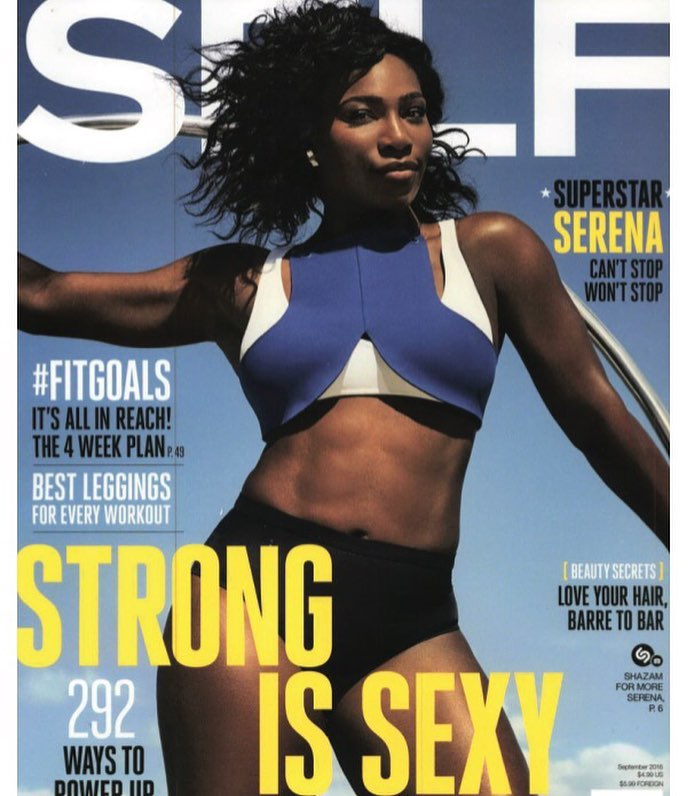 SELF
*SUPERSTAR*
SERENA
CAN'T STOP
WON'T STOP
#FITGOALS
IT'S ALL IN REACH!
THE 4 WEEK PLAN P. 49
BEST LEGGINGS
FOR EVERY WORKOUT
STRONG
IS SEXY
292
WAYS TO
POWER UP
[BEAUTY SECRETS]
LOVE YOUR HAIR,
BARRE TO BAR
SHAZAM
FOR MORE
SERENA,
P. 6
September 2016
$4.99 US
$5.99 FOREIGN